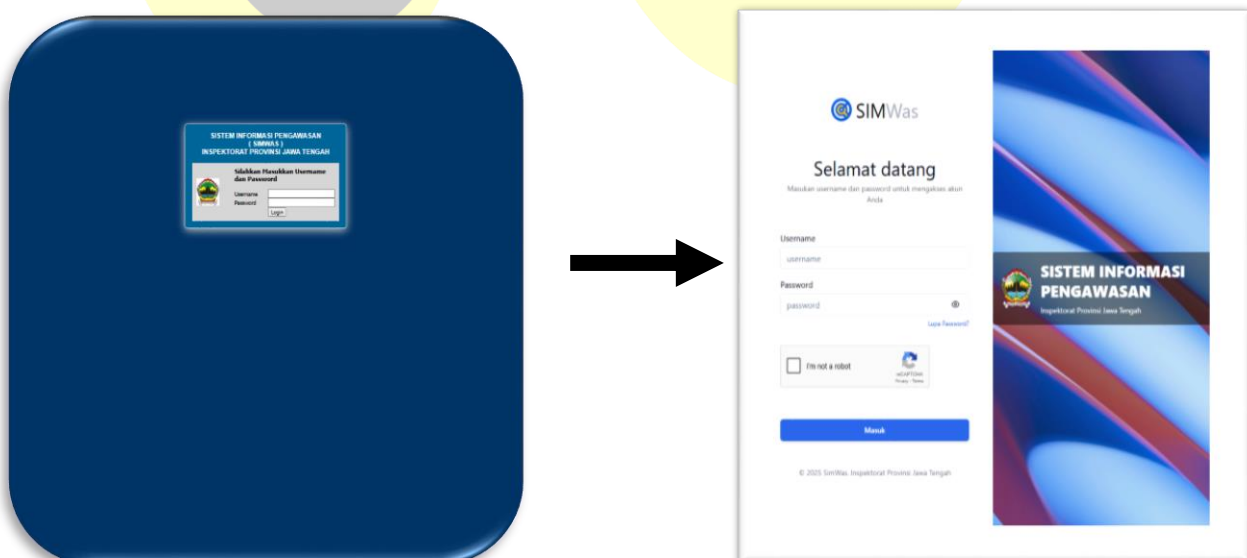 SISTEM INFORMASI PENGAWASAN
( SIMWAS )
INSPEKTORAT PROVINSI JAWA TENGAH
Silahkan Masukkan Username
dan Password
Username
Password
Login
SIMWas
Selamat datang
Masukan username dan password untuk mengakses akun
Anda
Username
username
Password
password
Lupa Password?
I'm not a robot
reCAPTCHA
Privacy - Terms
Masuk
© 2025 SimWas. Inspektorat Provinsi Jawa Tengah
SISTEM INFORMASI
PENGAWASAN
Inspektorat Provinsi Jawa Tengah